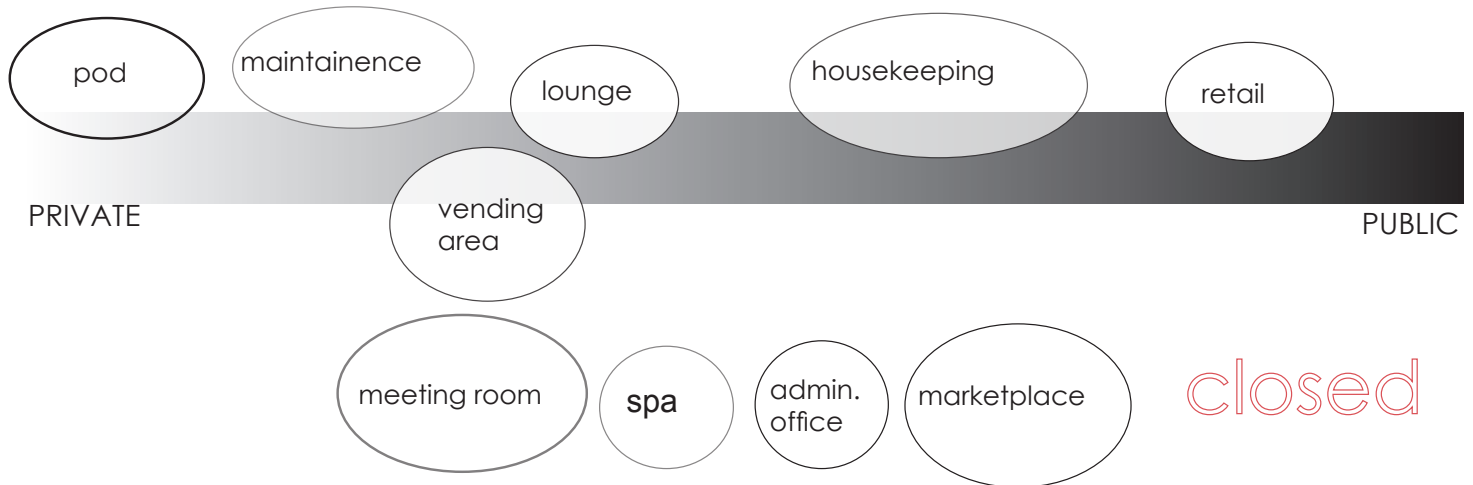 pod
maintainence
lounge
housekeeping
retail
PRIVATE
vending
area
PUBLIC
meeting room
spa
admin.
office
marketplace
closed